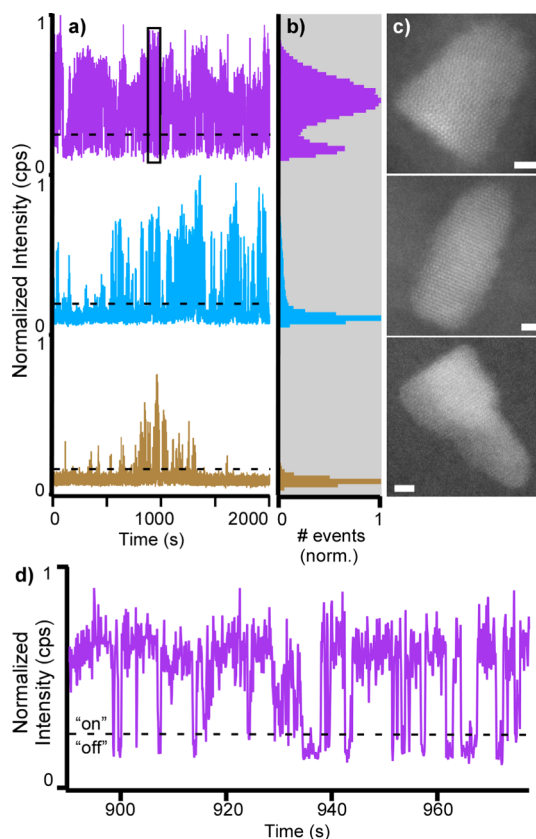 a)
b)
c)
1
0
1
0
1
0
Normalized Intensity (cps)
0
1000
2000
Time (s)
0
1
# events
(norm.)
d)
1
0
Normalized
Intensity (cps)
"on"
"off"
900
920
940
960
Time (s)